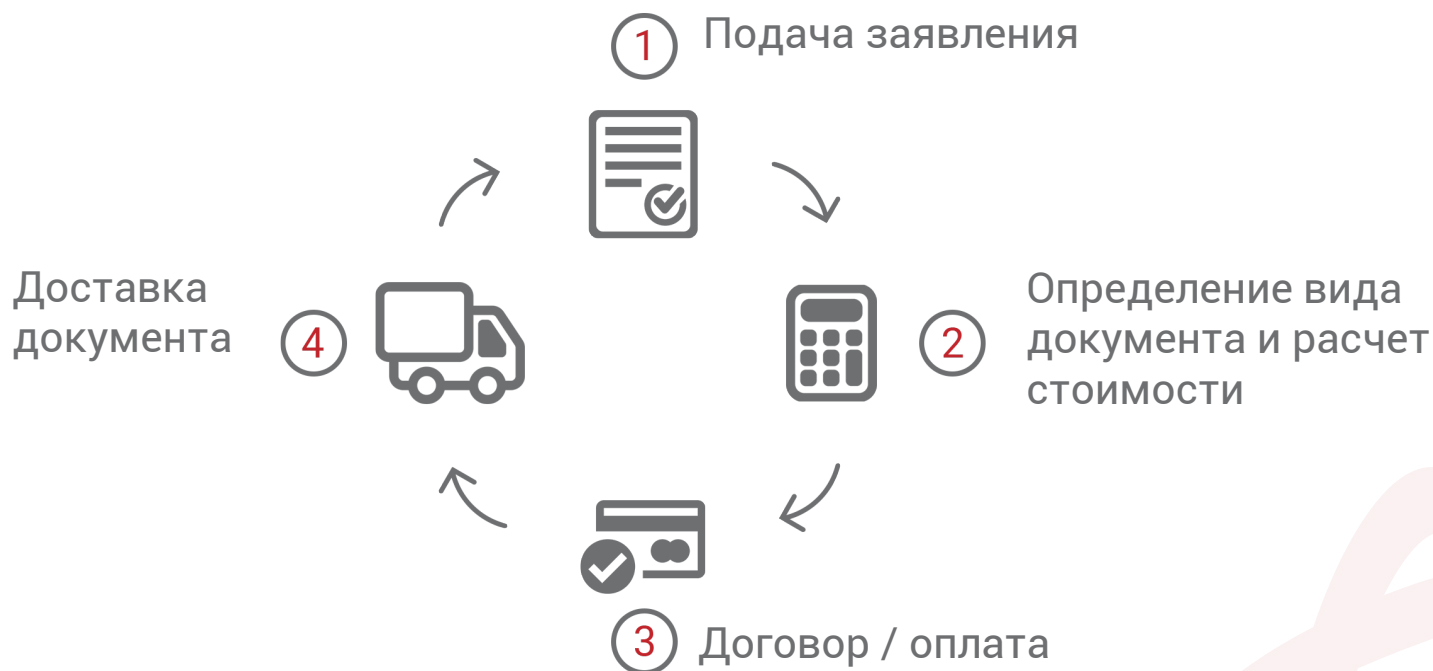 1 Подача заявления
2 Определение вида
документа и расчет
стоимости
3 Договор / оплата
4 Доставка
документа